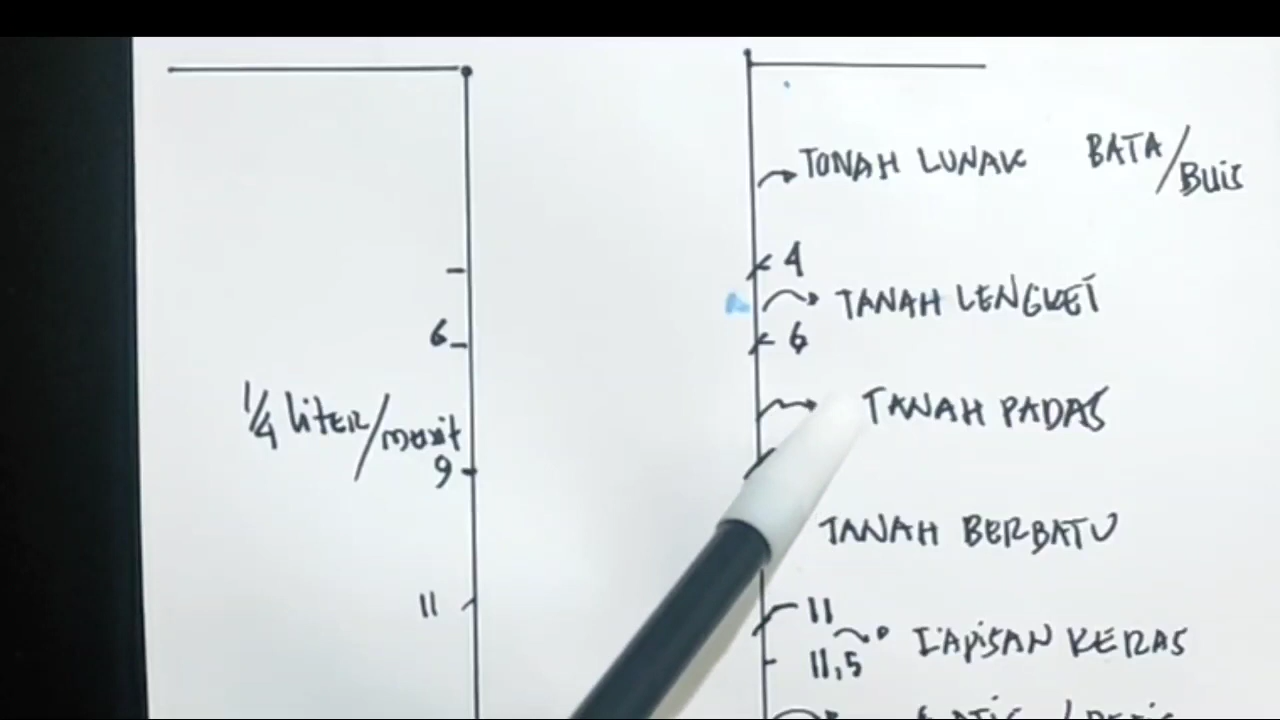 TONAH LUNAK BATA/BUIS
4
TANAH LENGKET
6
6
TANAH PADAS
1/4 liter/menit
9
TANAH BERBATU
11
11
11,5
LAPISAN KERAS